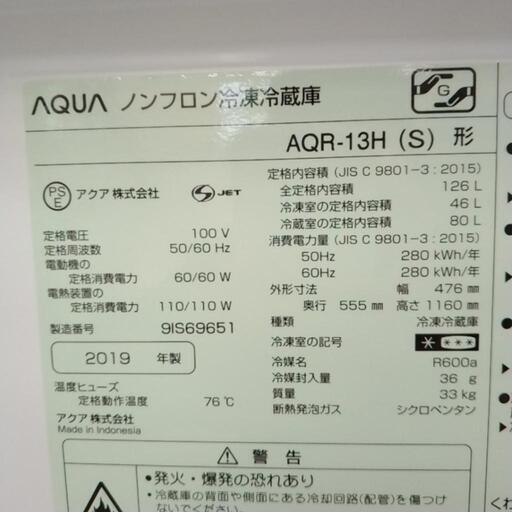 AQUA ノンフロン冷凍冷蔵庫
G
AQR-13H (S) 形
PS E アクア 株式会社
S JET
定格電圧 100 V
定格周波数 50/60 Hz
電動機の
定格消費電力 60/60 W
電熱装置の
定格消費電力 110/110 W
製造番号 9IS69651
2019 年製
温度ヒューズ
定格動作温度 76 ℃
アクア 株式会社
Made in Indonesia
定格内容積 (JIS C 9801-3 : 2015)
全定格内容積 126 L
冷凍室の定格内容積 46 L
冷蔵室の定格内容積 80 L
消費電力量 (JIS C 9801-3 : 2015)
50Hz 280 kWh/年
60Hz 280 kWh/年
外形寸法 幅 476 mm
奥行 555 mm 高さ 1160 mm
種類 冷凍冷蔵庫
冷凍室の記号
冷媒名 R600a
冷媒封入量 36 g
質量 33 kg
断熱発泡ガス シクロペンタン
警告
•発火・爆発の恐れあり
・冷蔵庫の背面や側面にある冷却回路(配管)を傷つけ
ないでください